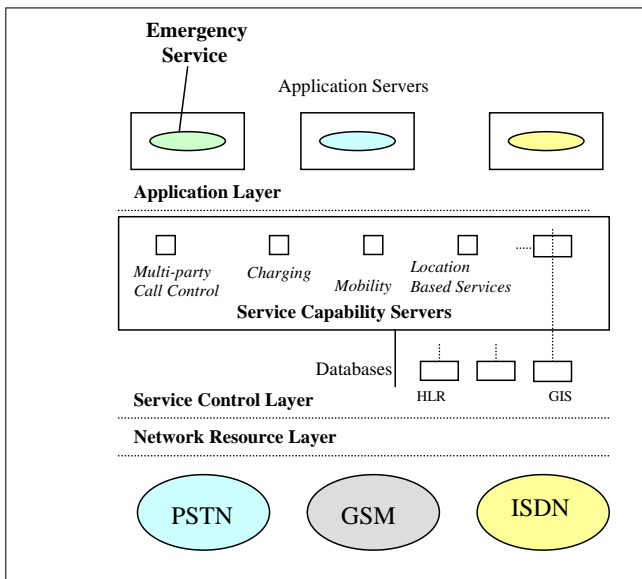 Emergency
Service
Application Servers
Application Layer
Multi-party
Call Control
Charging
Mobility
Location
Based Services
Service Capability Servers
Databases
HLR
GIS
Service Control Layer
Network Resource Layer
PSTN
GSM
ISDN